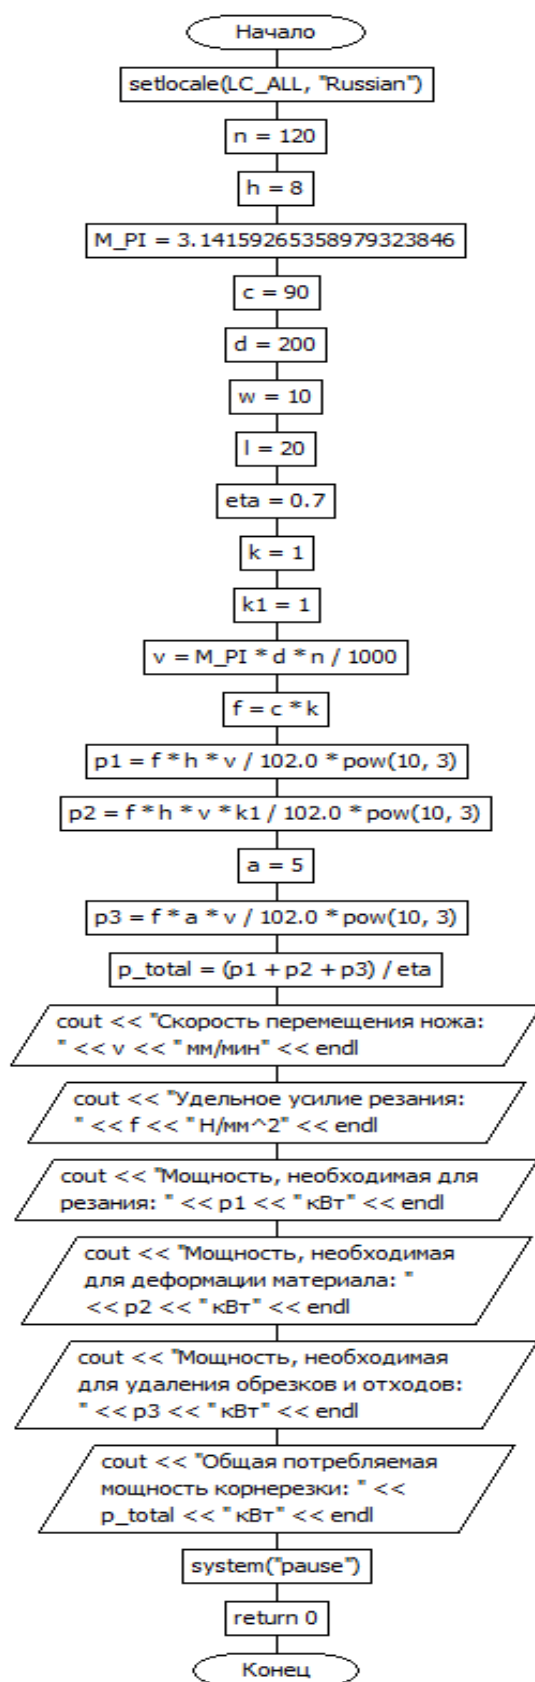 Начало
setlocale(LC_ALL, "Russian")
n = 120
h = 8
M_PI = 3.14159265358979323846
c = 90
d = 200
w = 10
l = 20
eta = 0.7
k = 1
k1 = 1
v = M_PI * d * n / 1000
f = c * k
p1 = f * h * v / 102.0 * pow(10, 3)
p2 = f * h * v * k1 / 102.0 * pow(10, 3)
a = 5
p3 = f * a * v / 102.0 * pow(10, 3)
p_total = (p1 + p2 + p3) / eta
cout << "Скорость перемещения ножа:
" << v << " мм/мин" << endl
cout << "Удельное усилие резания:
" << f << " Н/мм^2" << endl
cout << "Мощность, необходимая для
резания: " << p1 << " кВт" << endl
cout << "Мощность, необходимая
для деформации материала: "
<< p2 << " кВт" << endl
cout << "Мощность, необходимая
для удаления обрезков и отходов:
" << p3 << " кВт" << endl
cout << "Общая потребляемая
мощность корнерезки: " <<
p_total << " кВт" << endl
system("pause")
return 0
Конец